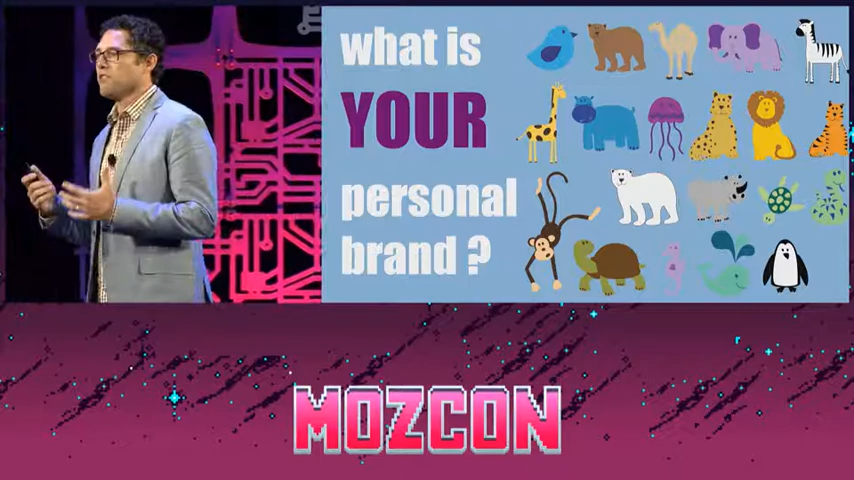 what is
YOUR
personal
brand ?
MOZCON